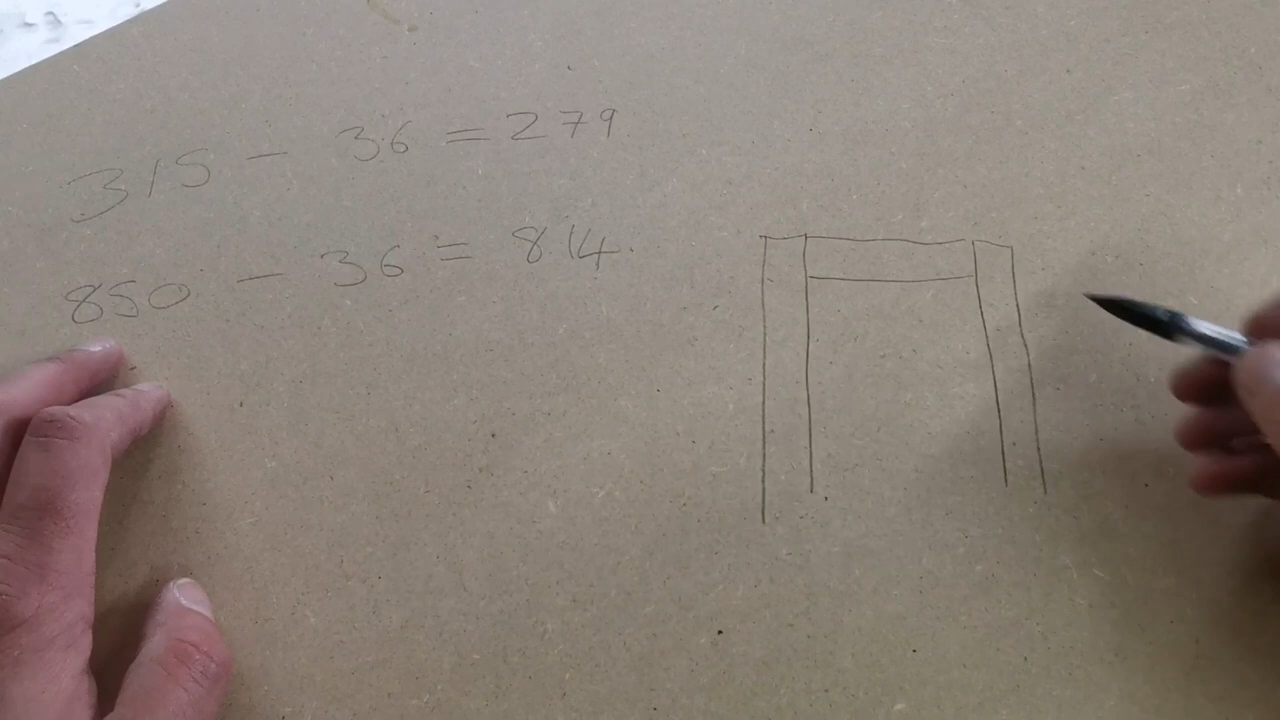 315 - 36 = 279
850 - 36 = 814